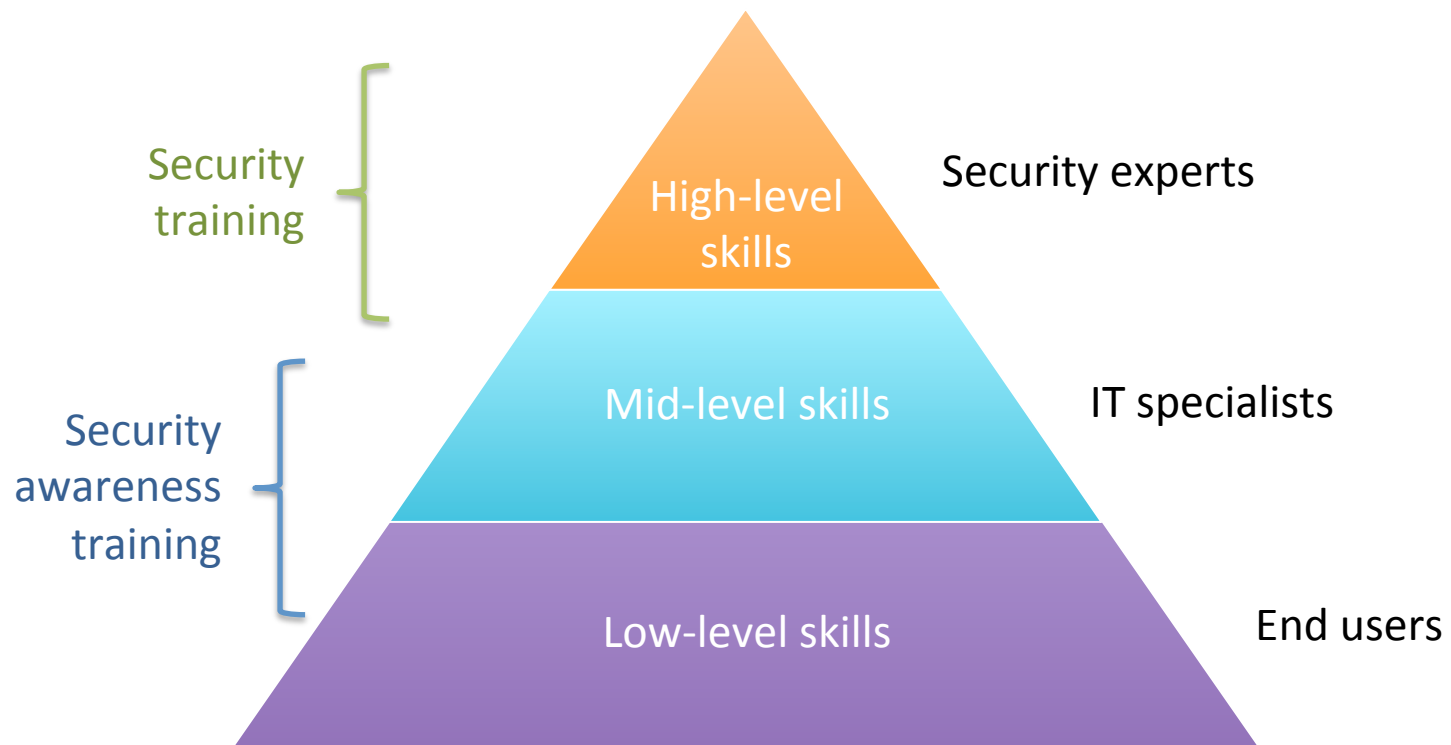 Security
training
High-level
skills
Security experts
Security
awareness
training
Mid-level skills
IT specialists
Low-level skills
End users